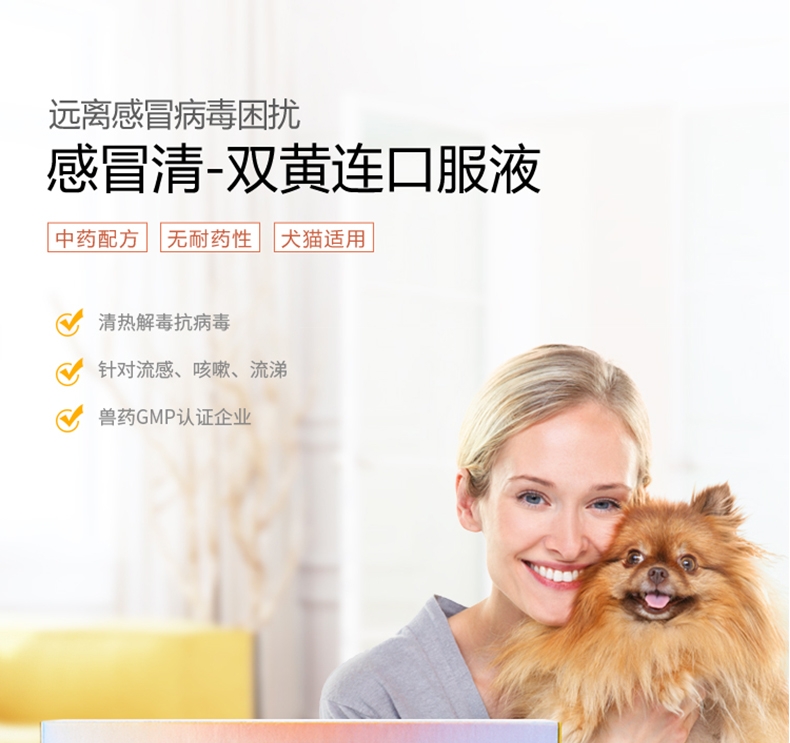 远离感冒病毒困扰
感冒清-双黄连口服液
中药配方 无耐药性 犬猫适用
清热解毒抗病毒
针对流感、咳嗽、流涕
兽药GMP认证企业